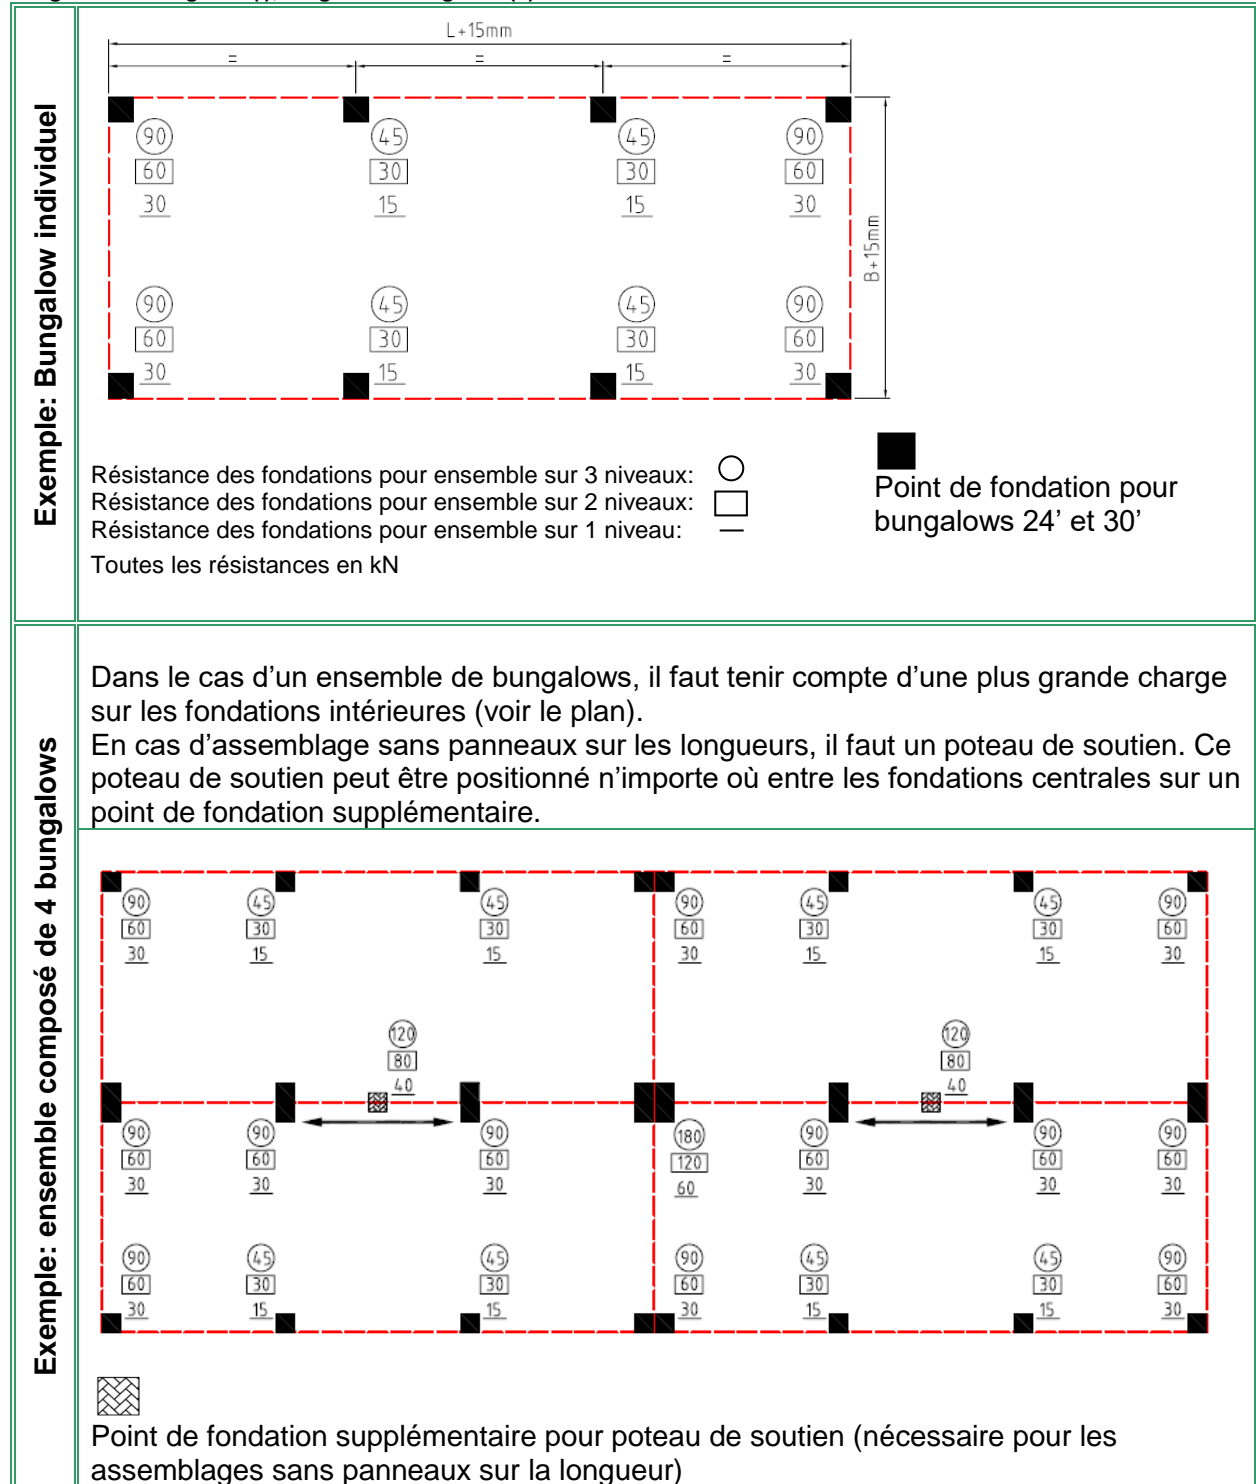 L+15mm
= = =
Exemple: Bungalow individuel
90 45 45 90
60 30 30 60
30 15 15 30
B+15mm
90 45 45 90
60 30 30 60
30 15 15 30
Résistance des fondations pour ensemble sur 3 niveaux:
Résistance des fondations pour ensemble sur 2 niveaux:
Résistance des fondations pour ensemble sur 1 niveau:
Toutes les résistances en kN
Point de fondation pour
bungalows 24’ et 30’
Exemple: ensemble composé de 4 bungalows
Dans le cas d’un ensemble de bungalows, il faut tenir compte d’une plus grande charge
sur les fondations intérieures (voir le plan).
En cas d’assemblage sans panneaux sur les longueurs, il faut un poteau de soutien. Ce
poteau de soutien peut être positionné n’importe où entre les fondations centrales sur un
point de fondation supplémentaire.
90 45 45 90 45 45 90
60 30 30 60 30 30 60
30 15 15 30 15 15 30
120 120
80 80
40 40
90 90 90 180 90 90 90
60 60 60 120 60 60 60
30 30 30 60 30 30 30
90 45 45 90 45 45 90
60 30 30 60 30 30 60
30 15 15 30 15 15 30
Point de fondation supplémentaire pour poteau de soutien (nécessaire pour les
assemblages sans panneaux sur la longueur)